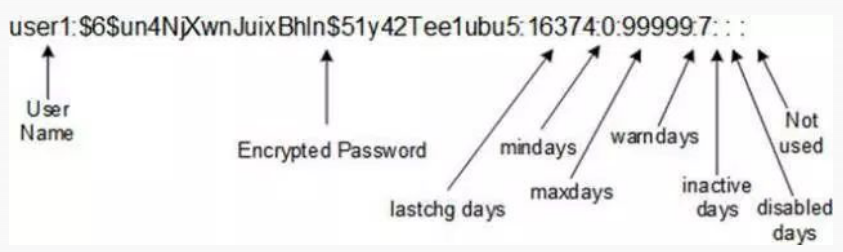 user1:$6$un4NjXwnJuixBhIn$51y42Tee1ubu5:16374:0:99999:7: : :
User
Name
Encrypted Password
lastchg days
mindays
maxdays
warndays
inactive
days
disabled
days
Not
used